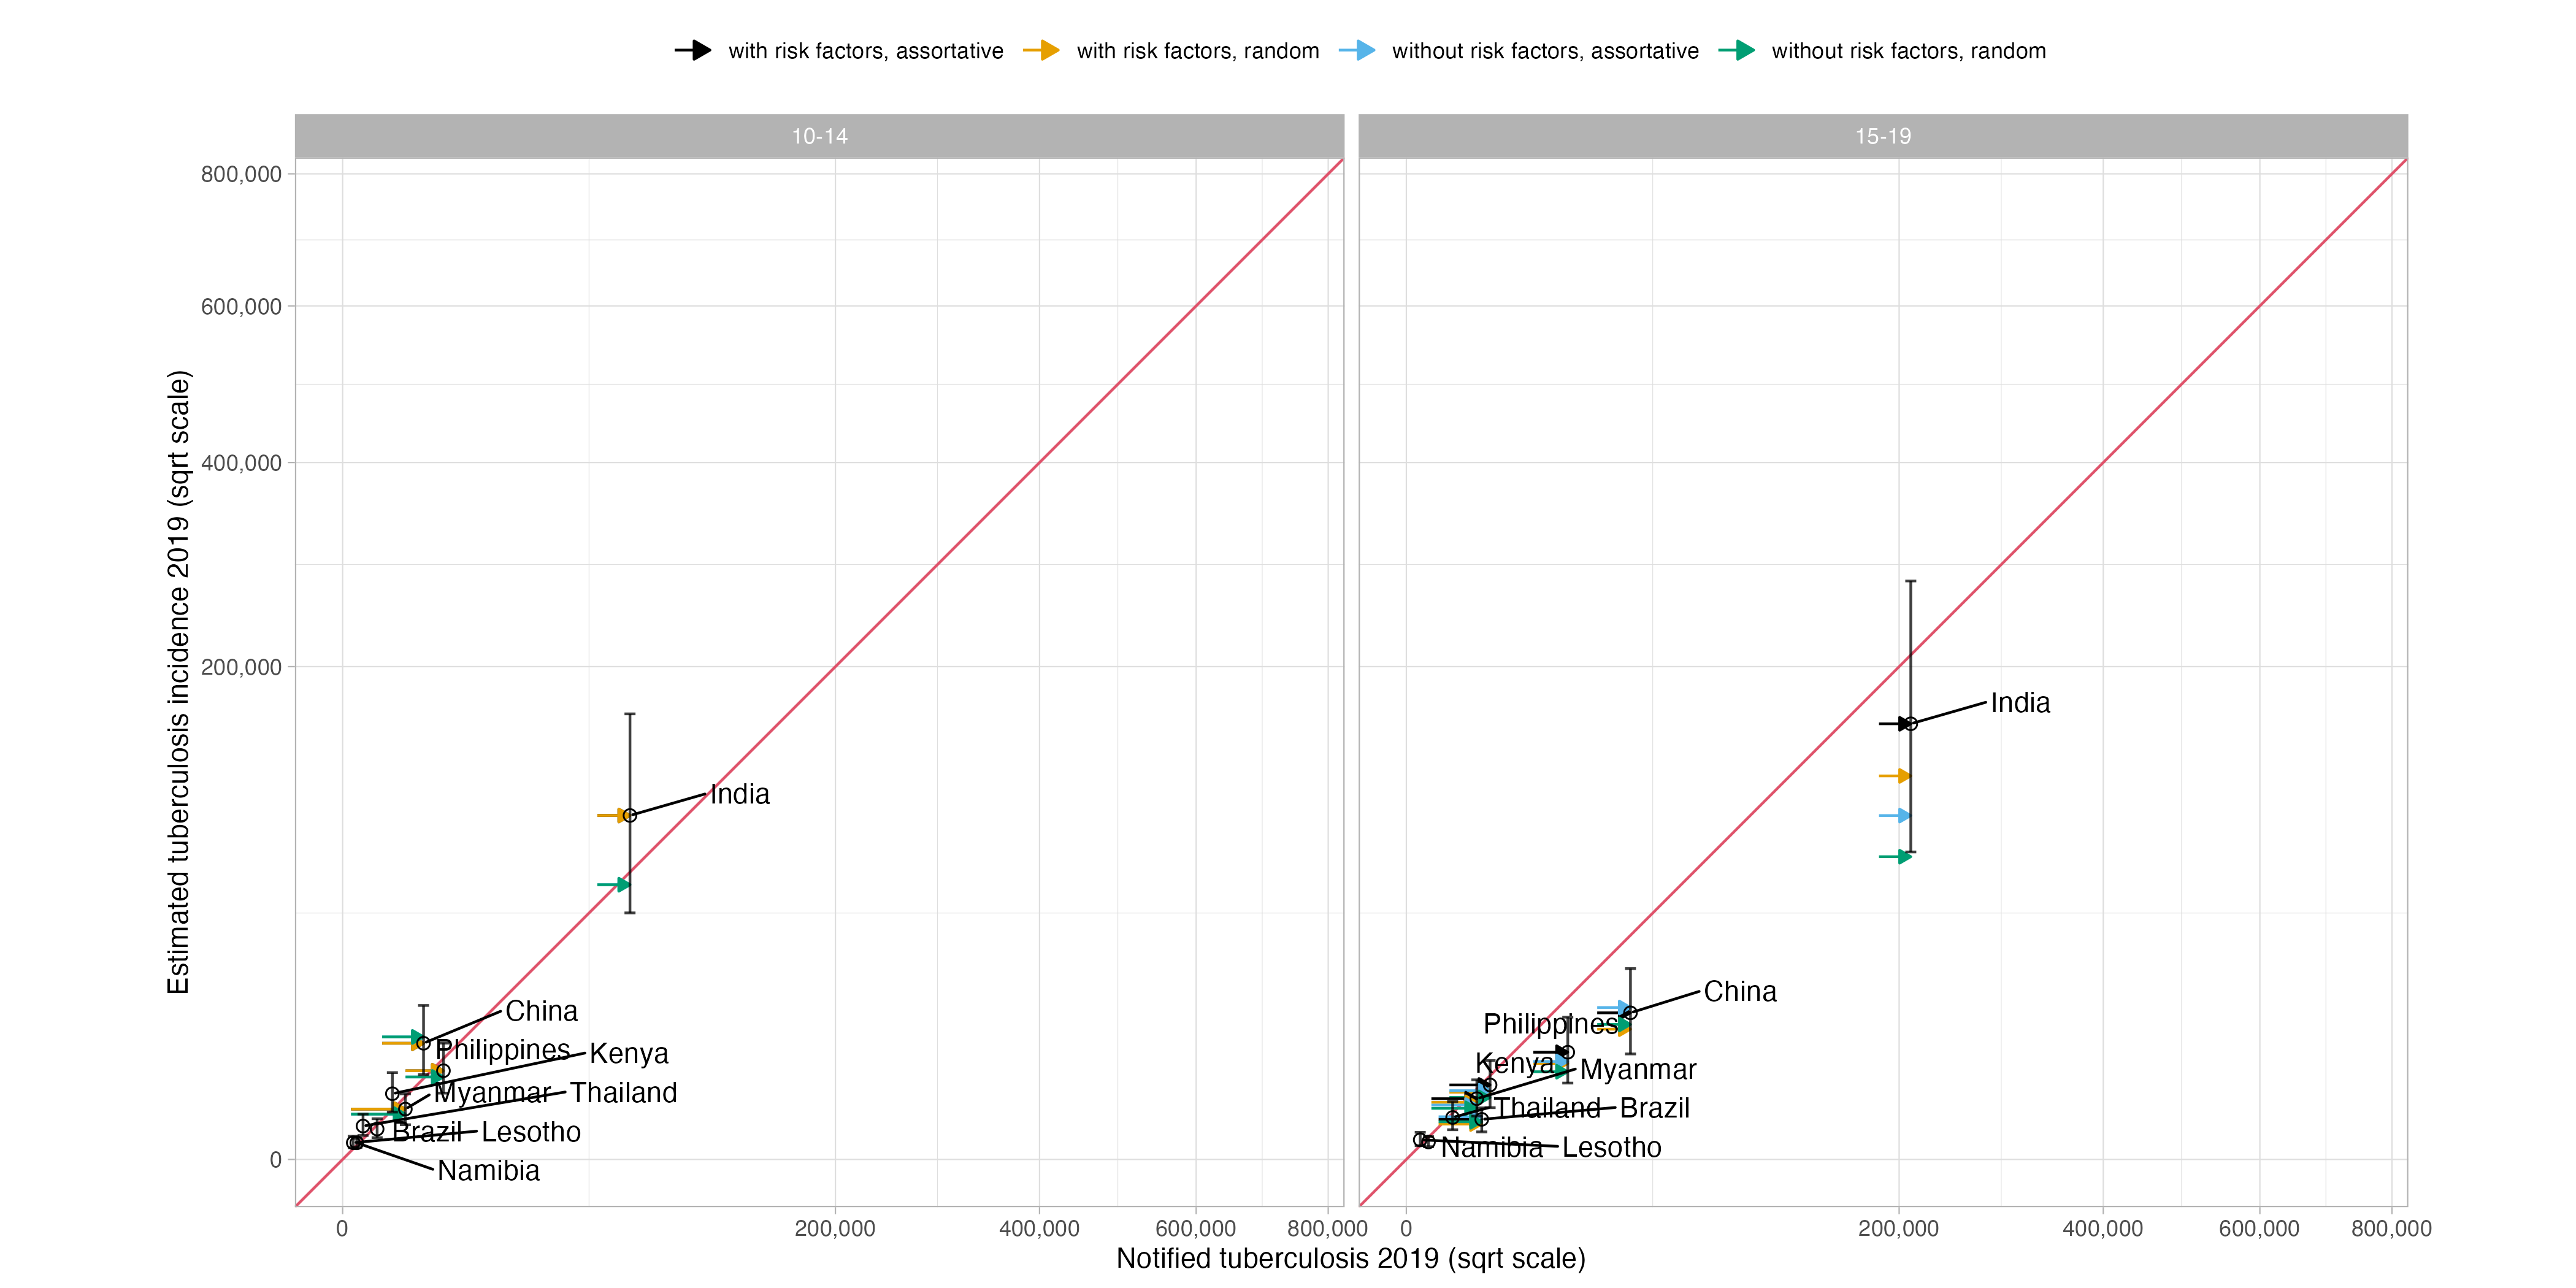 with risk factors, assortative with risk factors, random without risk factors, assortative without risk factors, random
10-14 15-19
Estimated tuberculosis incidence 2019 (sqrt scale)
800,000
600,000
400,000
200,000
0
India
China
Philippines
Kenya
Myanmar
Thailand
Brazil
Lesotho
Namibia
India
China
Philippines
Kenya
Myanmar
Thailand
Brazil
Namibia
Lesotho
0 200,000 400,000 600,000 800,000 0 200,000 400,000 600,000 800,000
Notified tuberculosis 2019 (sqrt scale)